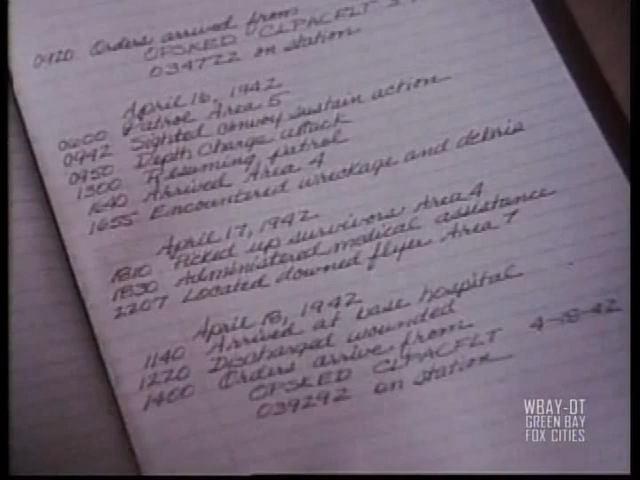 0920 Orders arrived from
OPSKED CLPACFLT
034722 on station
April 16, 1942
0600 Patrol Area 5
0942 Sighted convoy sustain action
0950 Depth Charge attack
1300 Resuming patrol
1640 Arrived Area 4
1655 Encountered wreckage and debris
April 17, 1942
1810 Picked up survivors Area 4
1830 Administered medical assistance
2207 Located downed flyer Area 7
April 18, 1942
1140 Arrived at base hospital
1220 Discharged wounded
1400 Orders arrive from
OPSKED CLPACFLT 4-18-42
039292 on station
WBAY-DT
GREEN BAY
FOX CITIES